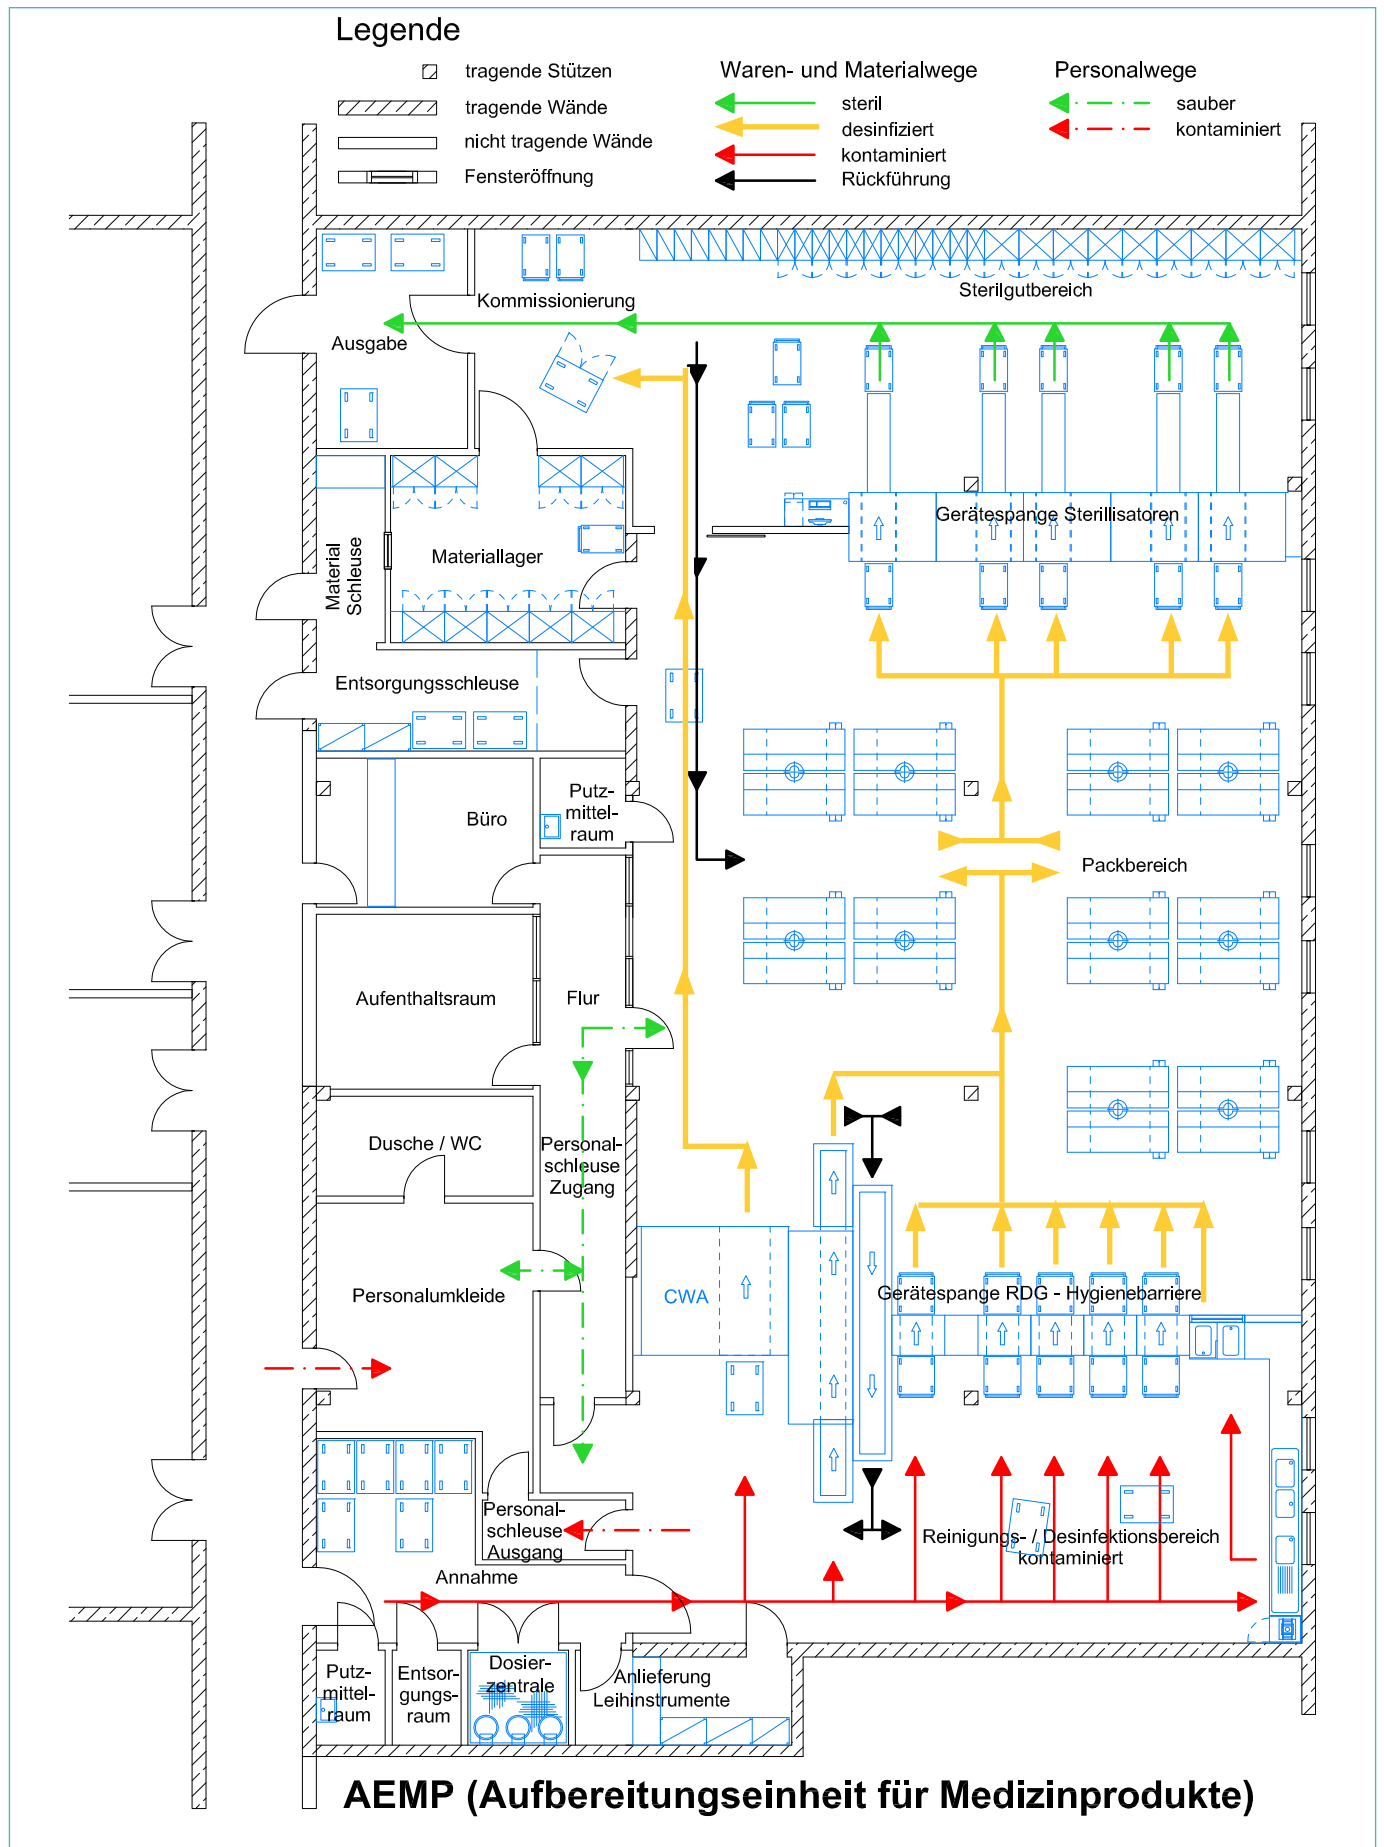 Legende
tragende Stützen
tragende Wände
nicht tragende Wände
Fensteröffnung
Waren- und Materialwege
steril
desinfiziert
kontaminiert
Rückführung
Personalwege
sauber
kontaminiert
Kommissionierung
Sterilgutbereich
Ausgabe
Gerätespange Sterillisatoren
Material
Schleuse
Materiallager
Entsorgungsschleuse
Büro
Putz-
mittel-
raum
Packbereich
Aufenthaltsraum
Flur
Dusche / WC
Personal-
schleuse
Zugang
Personalumkleide
CWA
Gerätespange RDG - Hygienebarriere
Personal-
schleuse
Ausgang
Reinigungs- / Desinfektionsbereich
kontaminiert
Annahme
Putz-
mittel-
raum
Entsor-
gungs-
raum
Dosier-
zentrale
Anlieferung
Leihinstrumente
AEMP (Aufbereitungseinheit für Medizinprodukte)